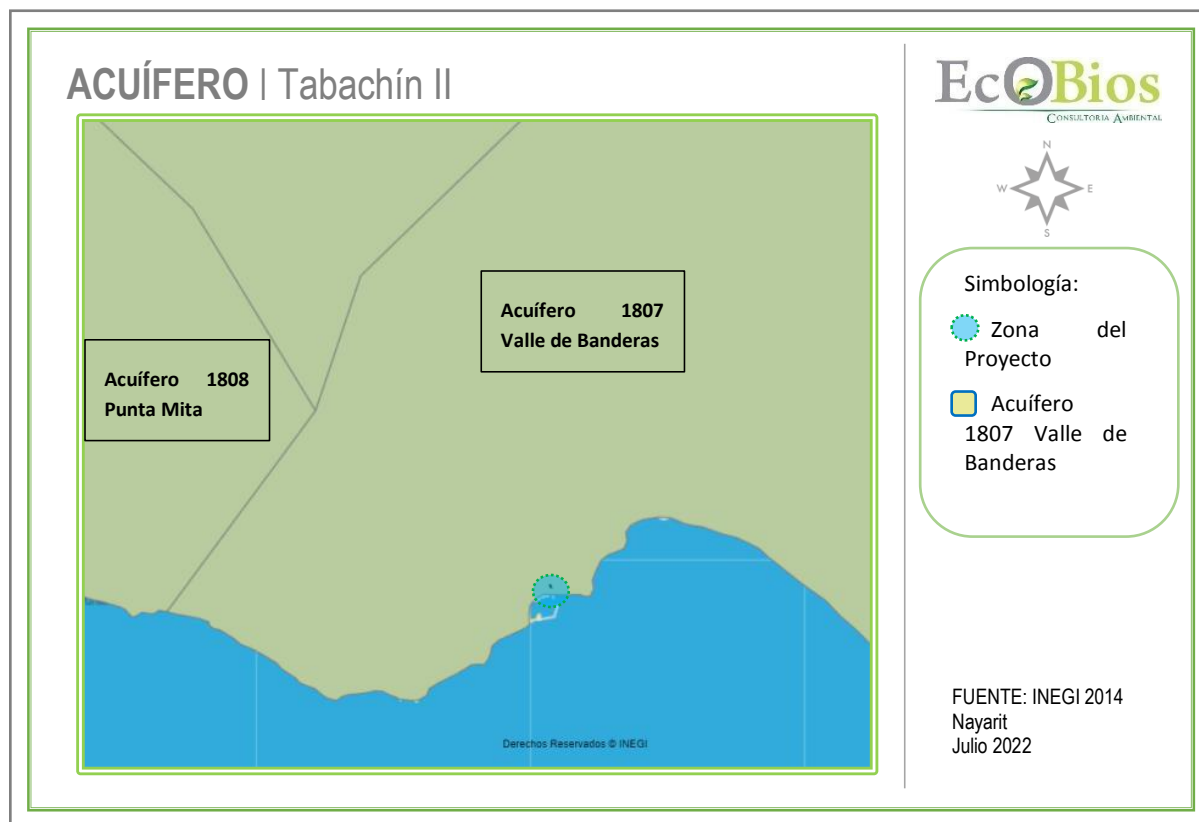 ACUÍFERO | Tabachín II
EcOBios
CONSULTORIA AMBIENTAL
N
W
E
S
Acuífero 1807
Valle de Banderas
Acuífero 1808
Punta Mita
Simbología:
Zona del
Proyecto
Acuífero
1807 Valle de
Banderas
Derechos Reservados © INEGI
FUENTE: INEGI 2014
Nayarit
Julio 2022